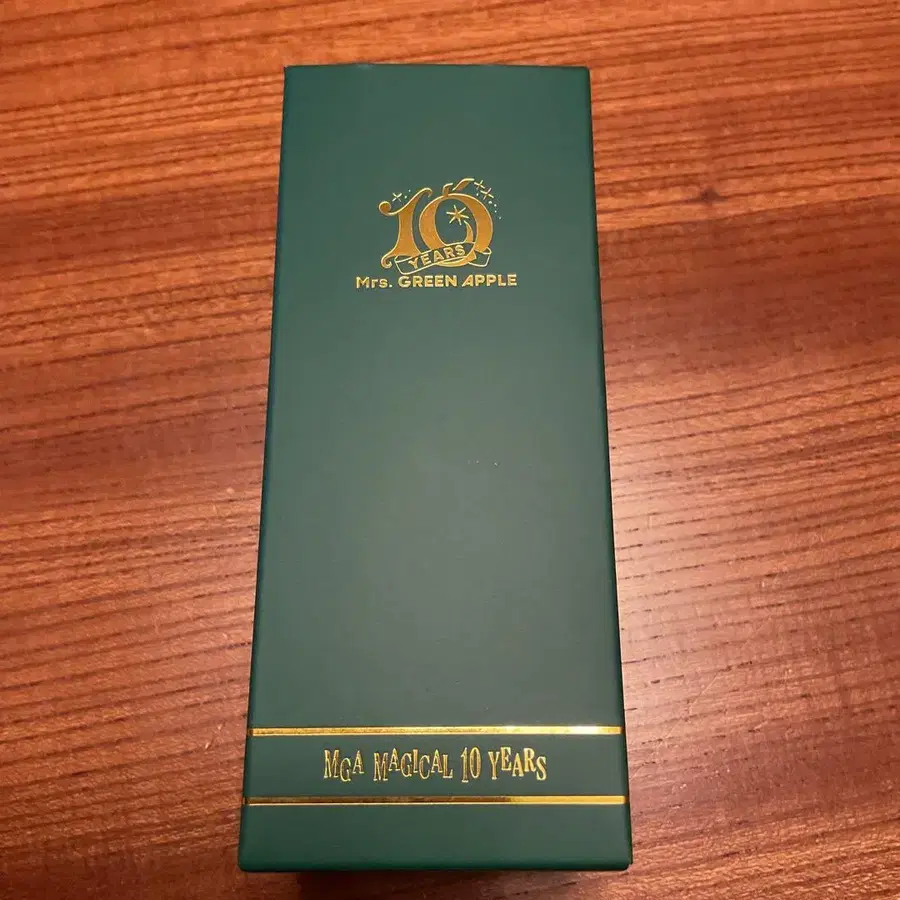 10
YEARS
Mrs. GREEN APPLE
MGA MAGICAL 10 YEARS